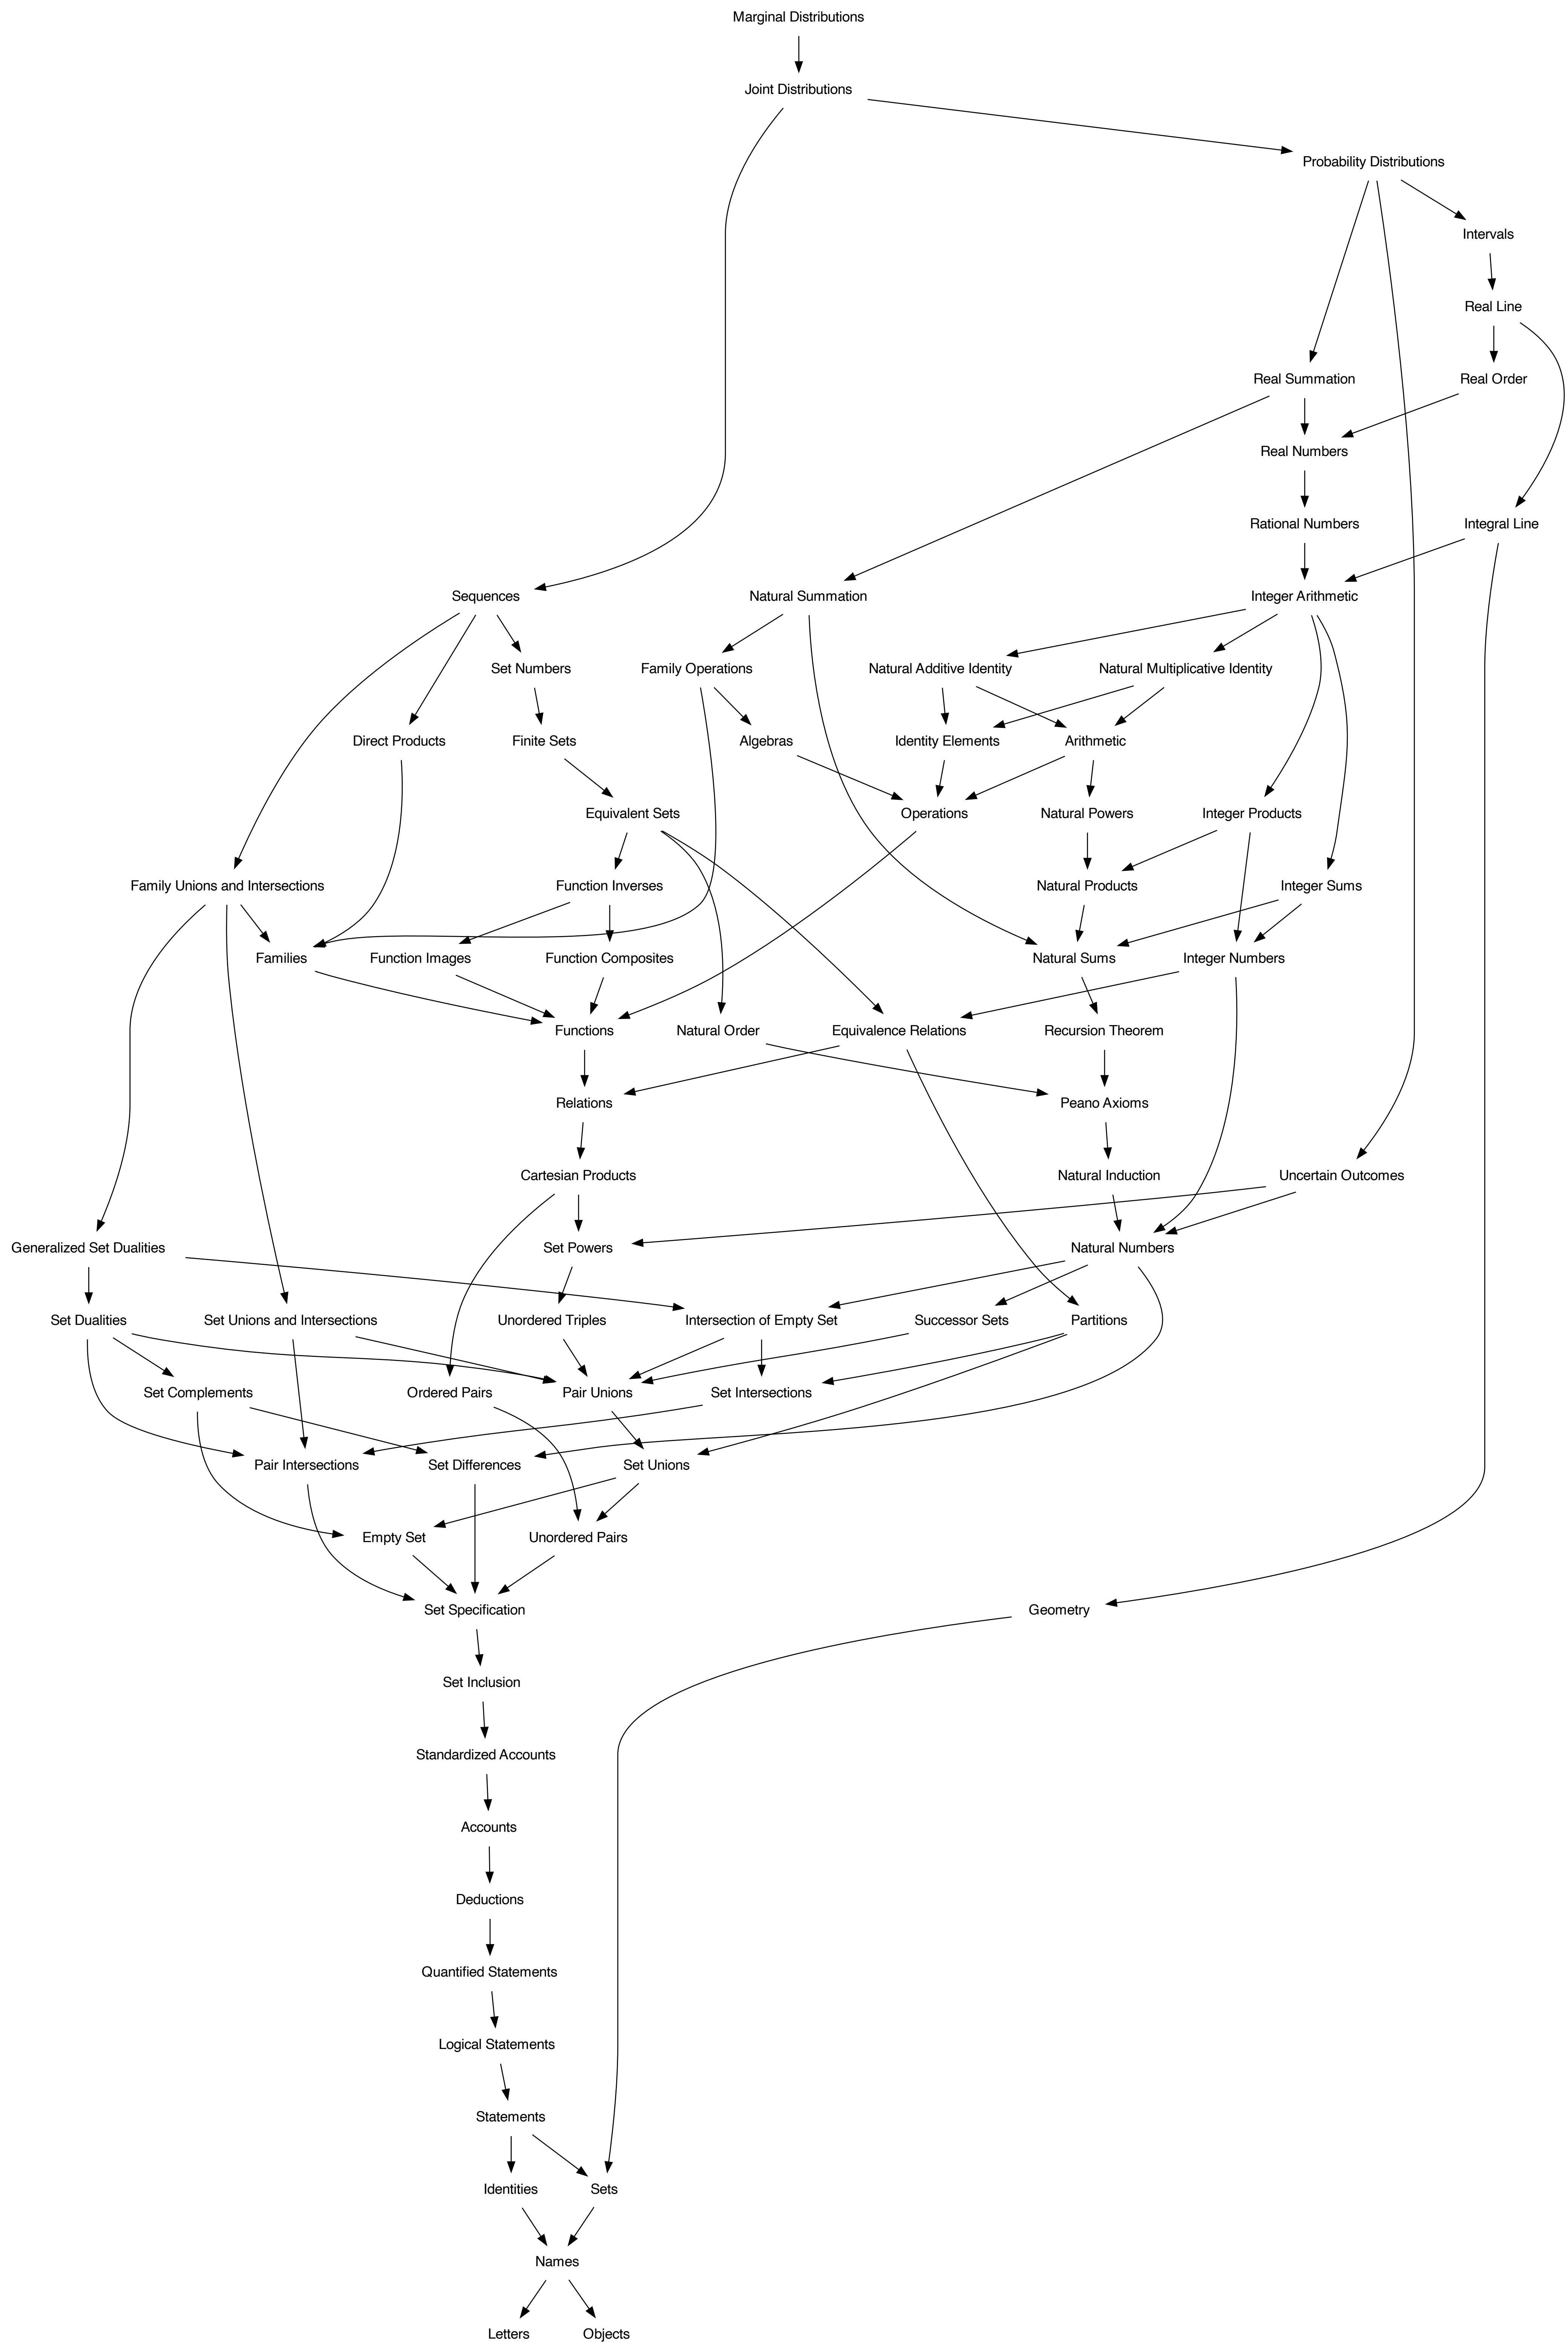 Marginal Distributions
Joint Distributions
Probability Distributions
Intervals
Real Line
Real Summation
Real Order
Real Numbers
Rational Numbers
Integral Line
Sequences
Natural Summation
Integer Arithmetic
Set Numbers
Family Operations
Natural Additive Identity
Natural Multiplicative Identity
Direct Products
Finite Sets
Algebras
Identity Elements
Arithmetic
Equivalent Sets
Operations
Natural Powers
Integer Products
Family Unions and Intersections
Function Inverses
Natural Products
Integer Sums
Families
Function Images
Function Composites
Natural Sums
Integer Numbers
Functions
Natural Order
Equivalence Relations
Recursion Theorem
Relations
Peano Axioms
Cartesian Products
Natural Induction
Uncertain Outcomes
Generalized Set Dualities
Set Powers
Natural Numbers
Set Dualities
Set Unions and Intersections
Unordered Triples
Intersection of Empty Set
Successor Sets
Partitions
Set Complements
Ordered Pairs
Pair Unions
Set Intersections
Pair Intersections
Set Differences
Set Unions
Empty Set
Unordered Pairs
Set Specification
Geometry
Set Inclusion
Standardized Accounts
Accounts
Deductions
Quantified Statements
Logical Statements
Statements
Identities
Sets
Names
Letters
Objects